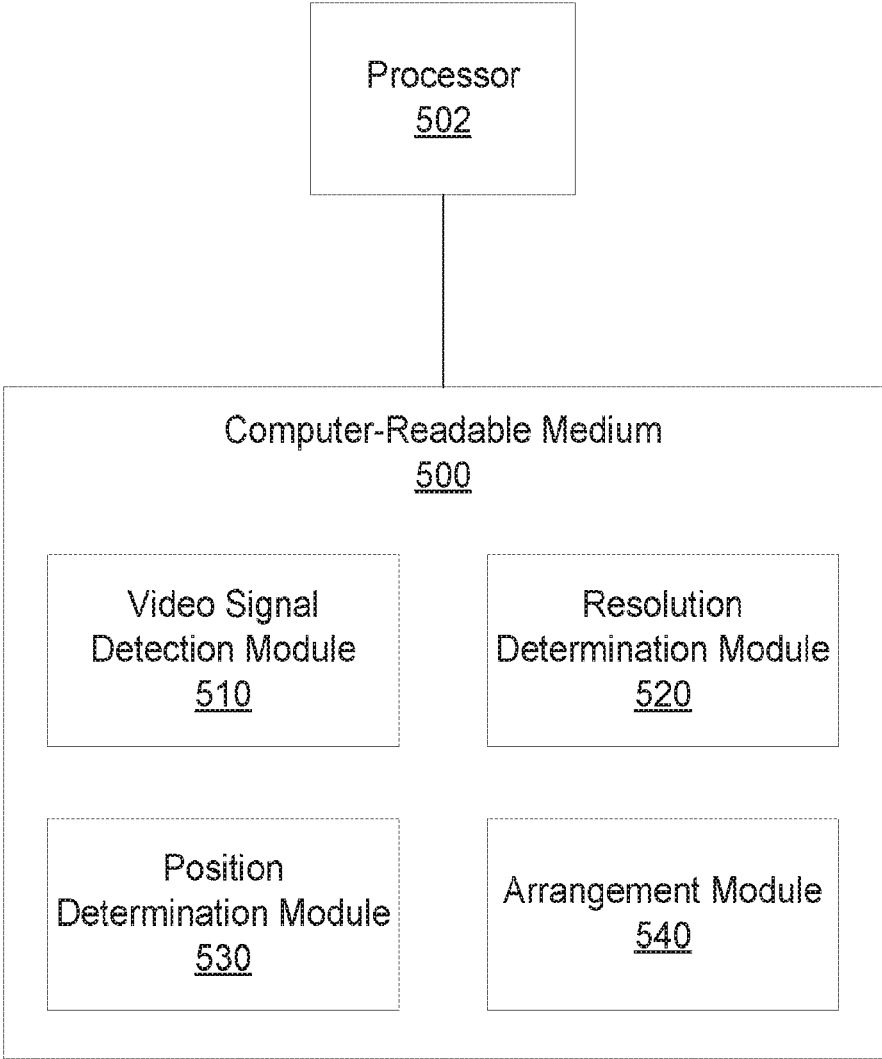 Processor
502
Computer-Readable Medium
500
Video Signal
Detection Module
510
Resolution
Determination Module
520
Position
Determination Module
530
Arrangement Module
540